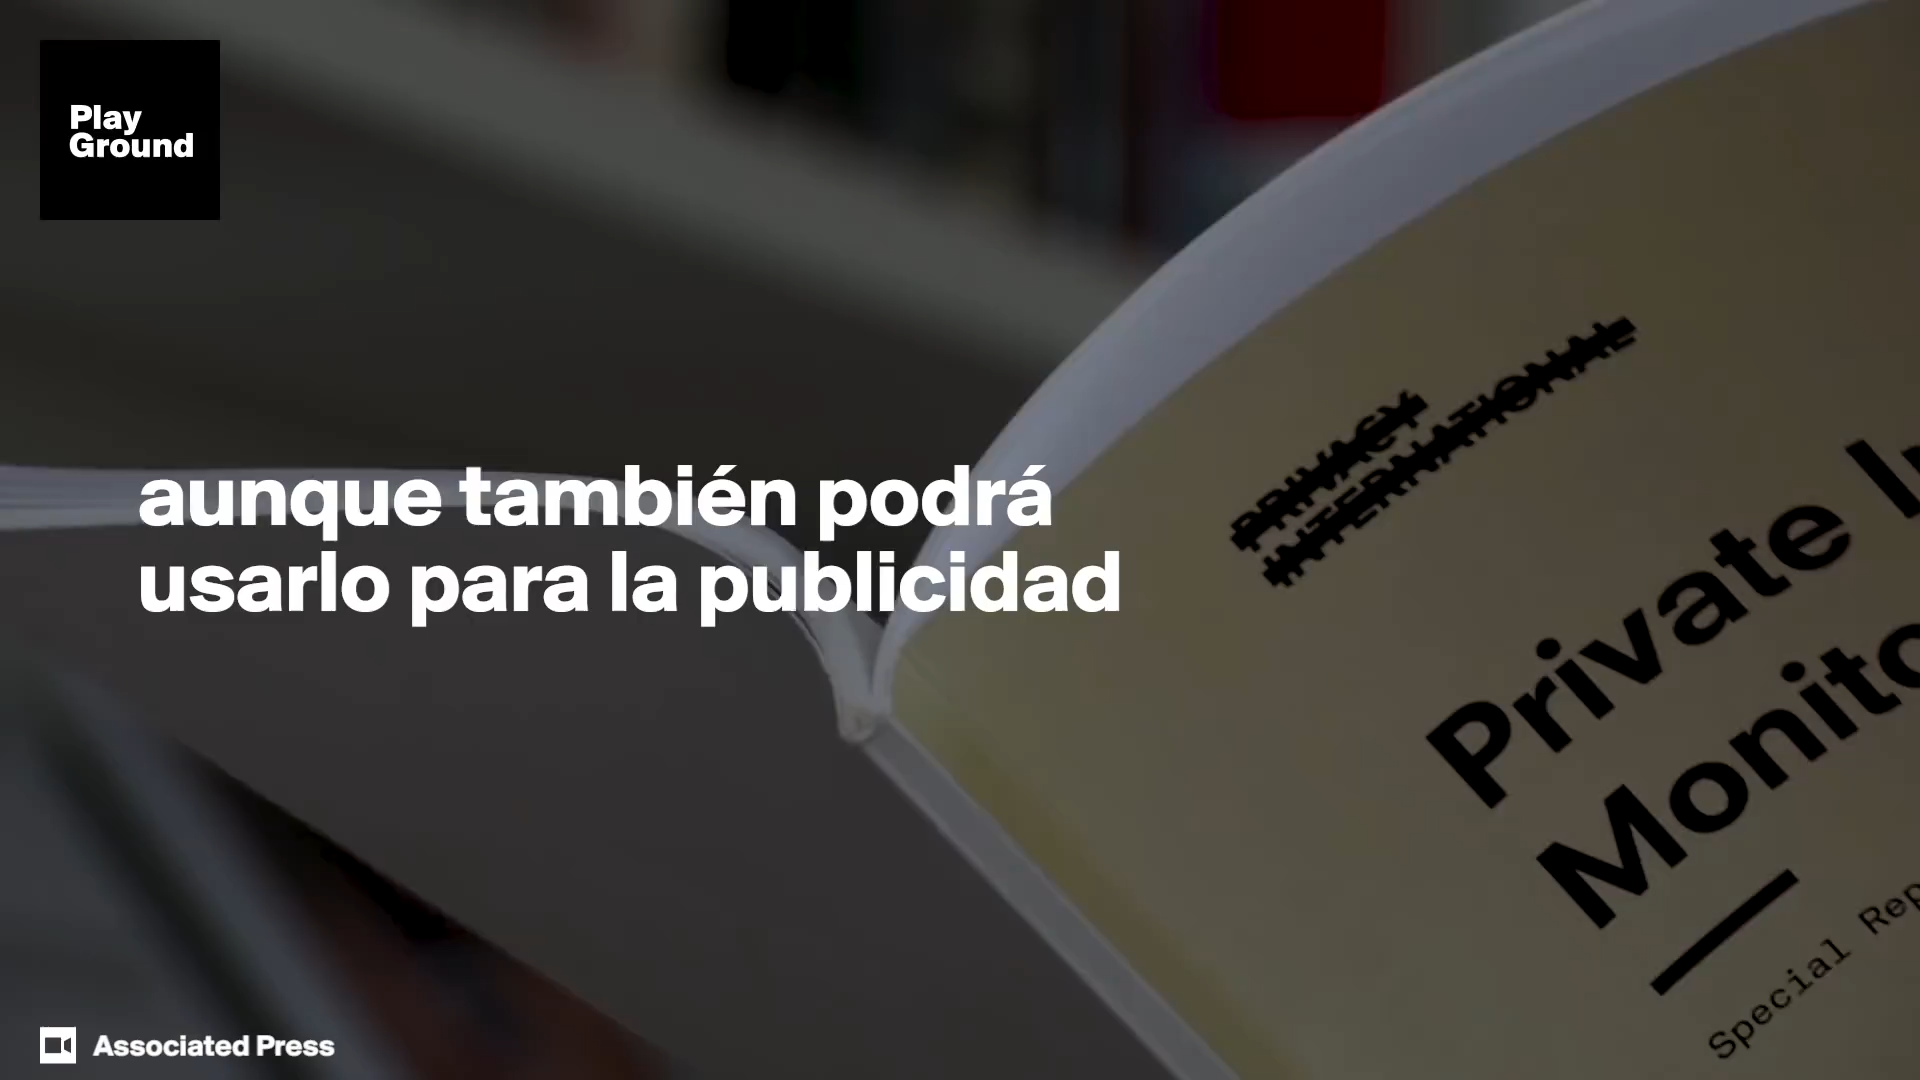 Play
Ground
aunque también podrá
usarlo para la publicidad
PRIVACY
INTERNATIONAL
Private
Monito
Special Rep
Associated Press